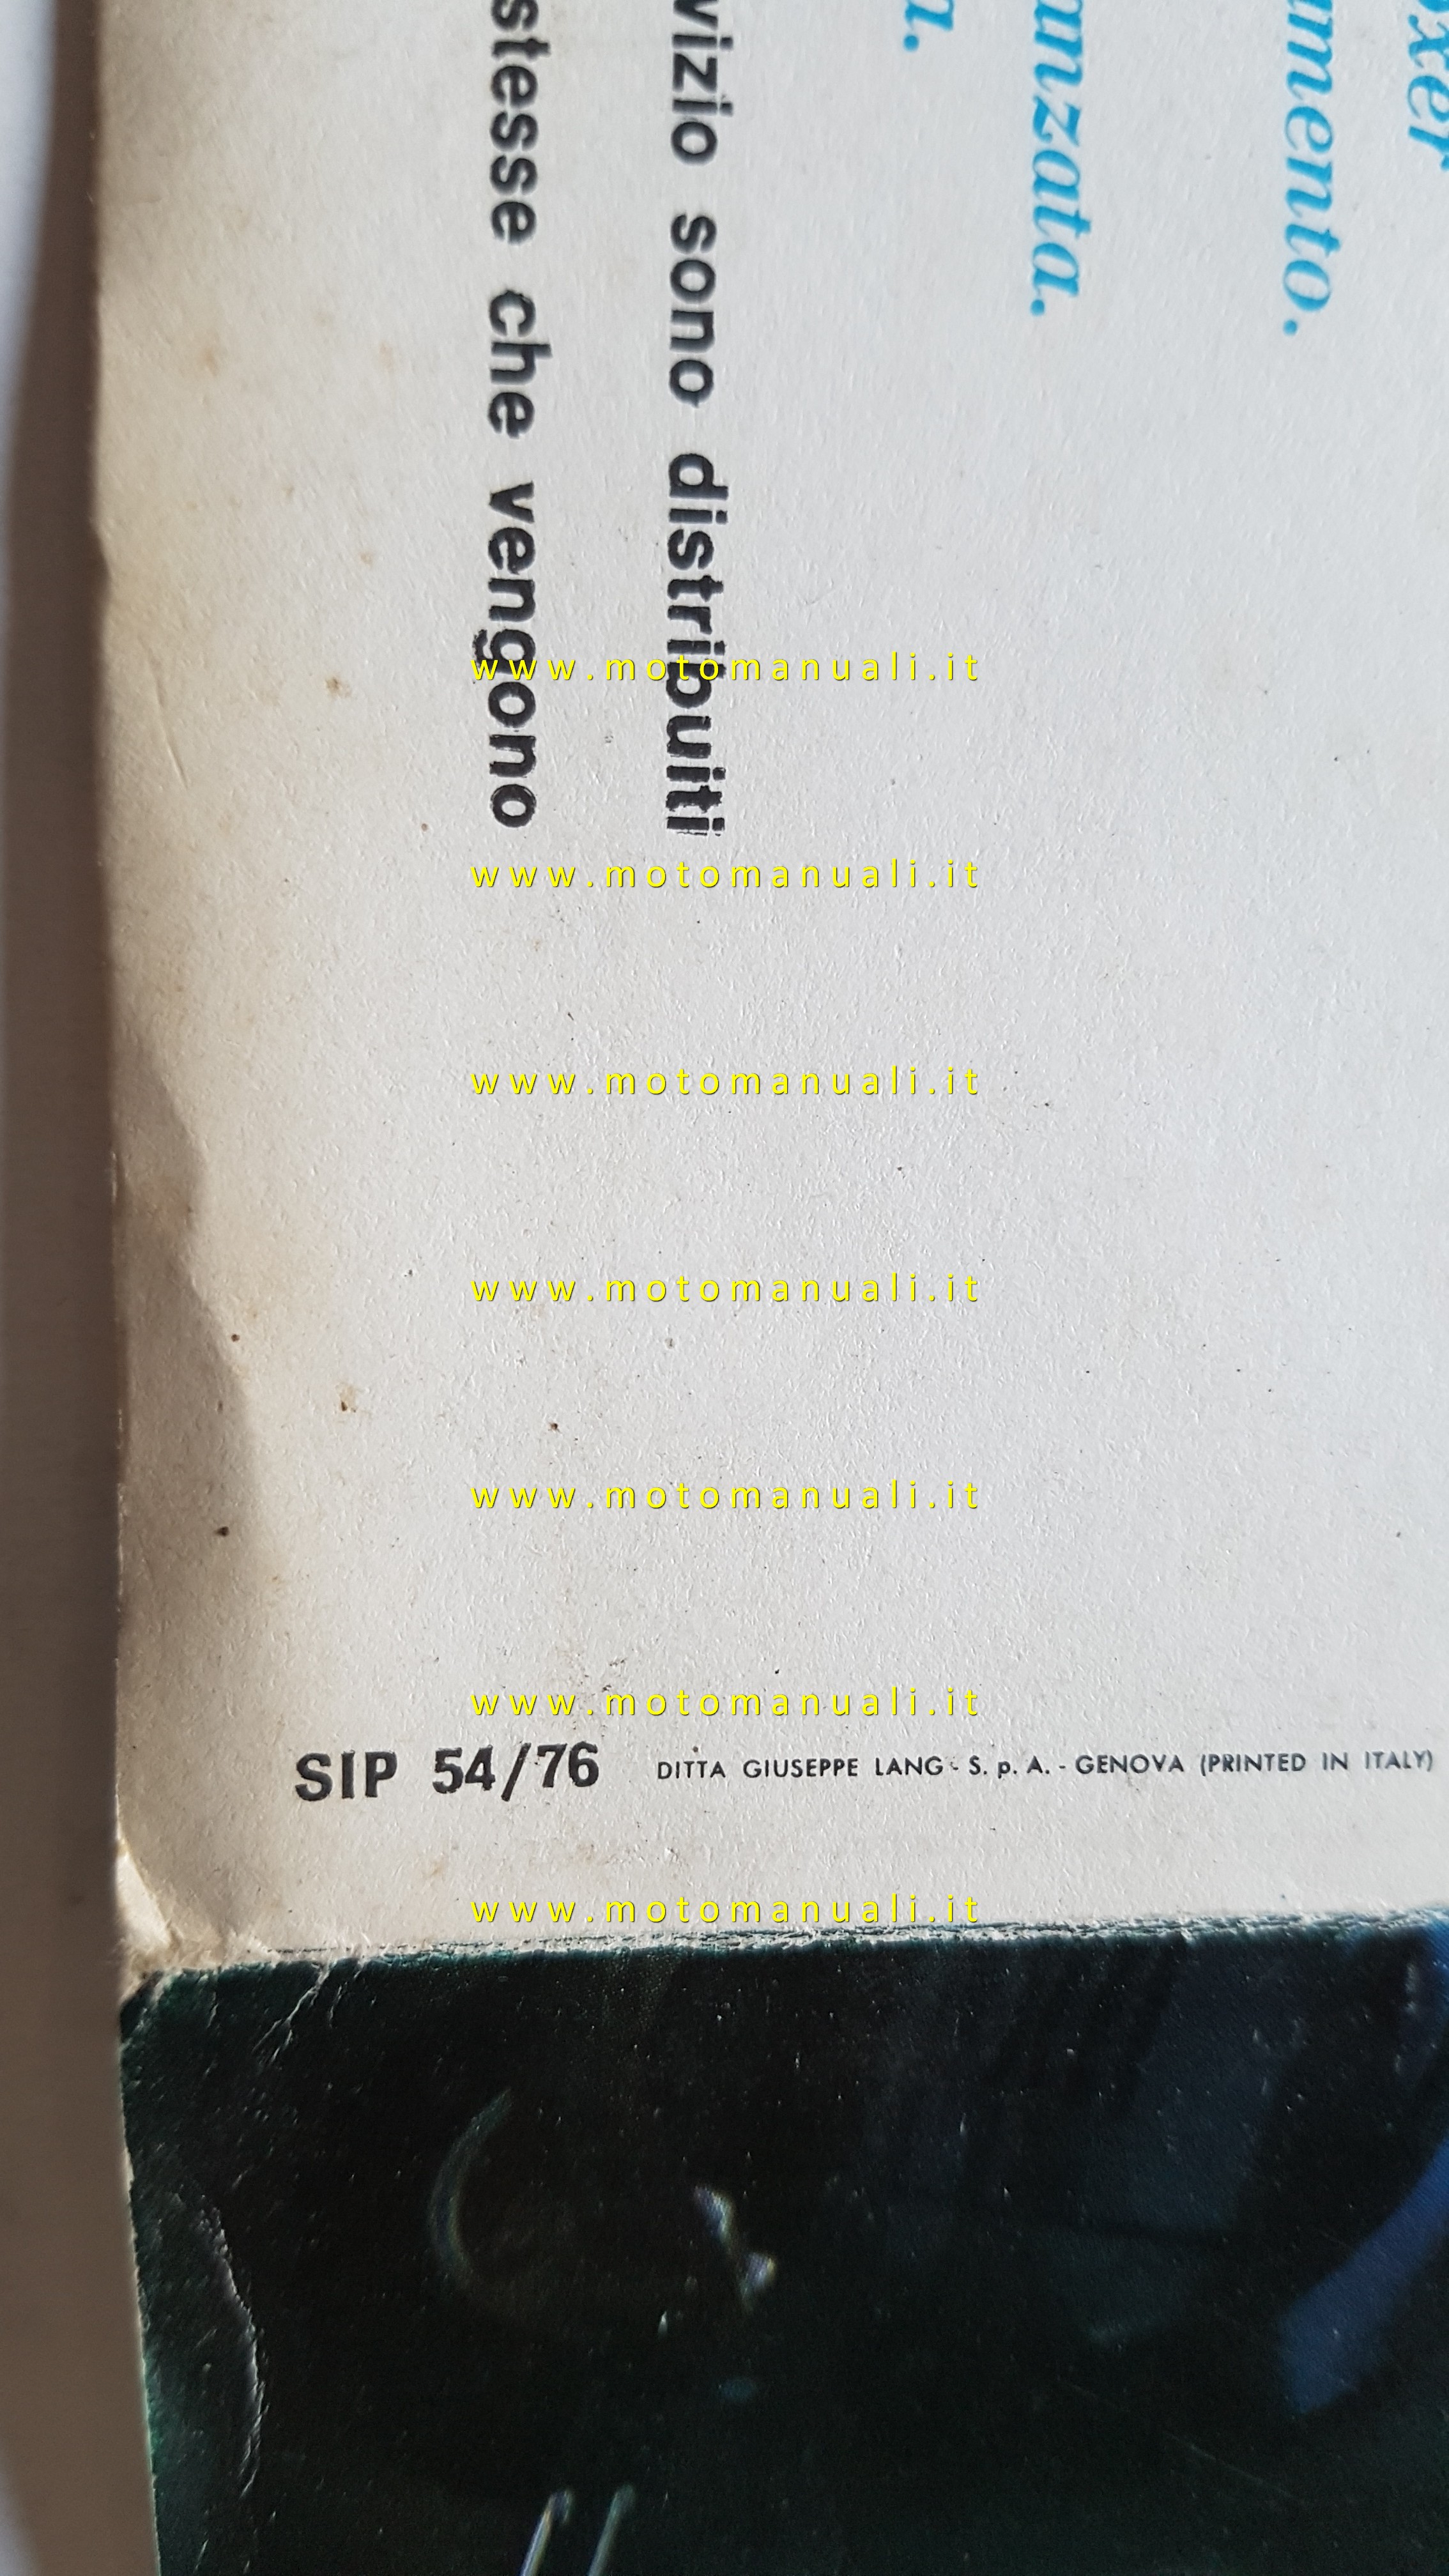 oxer
umento.
anzata.
a.
vizio sono distribuiti
stesse che vengono
www.motomanuali.it
www.motomanuali.it
www.motomanuali.it
www.motomanuali.it
www.motomanuali.it
www.motomanuali.it
SIP 54/76 DITTA GIUSEPPE LANG - S. p. A. - GENOVA (PRINTED IN ITALY)
www.motomanuali.it